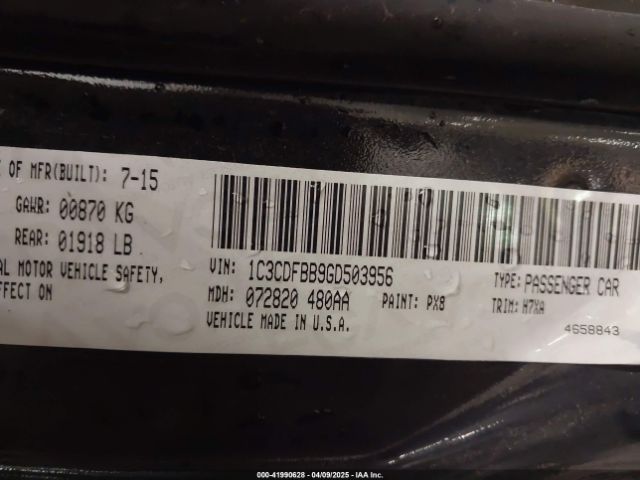 OF MFR(BUILT): 7-15
GAWR: 00870 KG
REAR: 01918 LB
MOTOR VEHICLE SAFETY,
ON
VIN: 1C3CDFBB9GD503956
MDH: 072820 480AA PAINT: PX8
VEHICLE MADE IN U.S.A.
TYPE: PASSENGER CAR
TRIM: H7XA
4658843
000-41990628 - 04/09/2025 - IAA Inc.